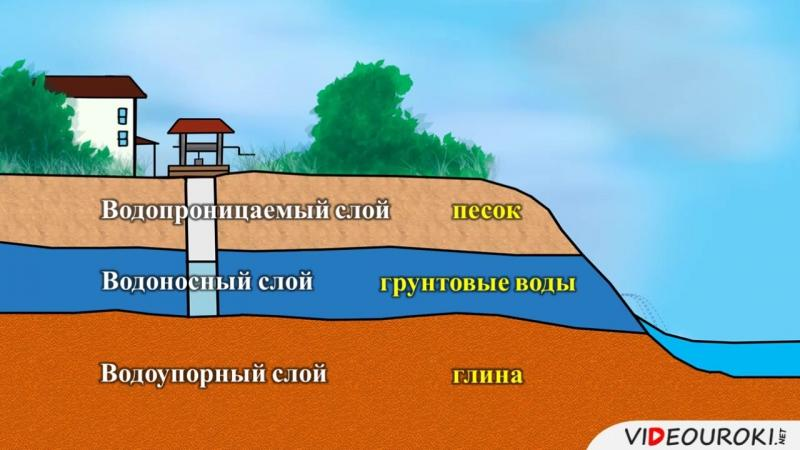 Водопроницаемый слой песок
Водоносный слой грунтовые воды
Водоупорный слой глина
VIDEOUROKI.NET